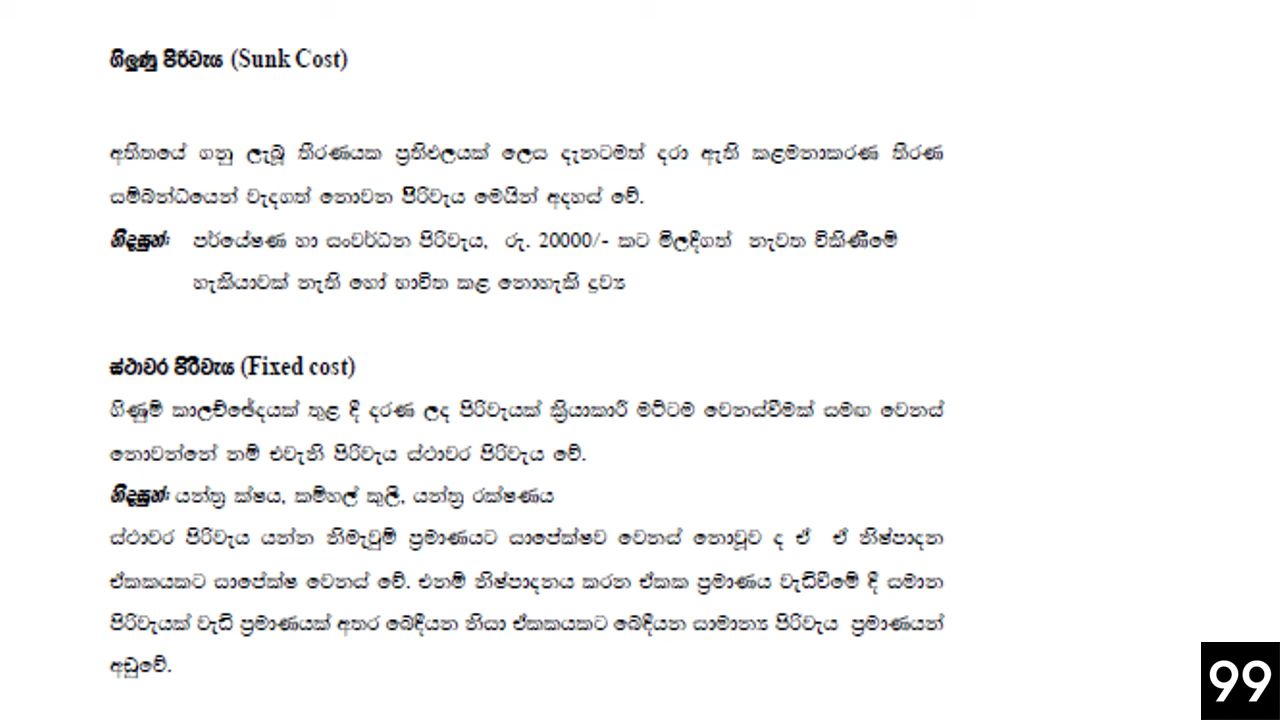 ගිලුණු පිරිවැය (Sunk Cost)
අතීතයේ ගනු ලැබූ තීරණයක ප්‍රතිඵලයක් ලෙස දැනටමත් දරා ඇති කළමනාකරණ තීරණ
සම්බන්ධයෙන් වැදගත් නොවන පිරිවැය මෙයින් අදහස් වේ.
නිදසුන්: පර්යේෂණ හා සංවර්ධන පිරිවැය, රු. 20000/- කට මිලදීගත් නැවත විකිණීමේ
හැකියාවක් නැති හෝ භාවිත කළ නොහැකි ද්‍රව්‍ය
ස්ථාවර පිරිවැය (Fixed cost)
ගිණුම් කාලච්ඡේදයක් තුළ දී දරණ ලද පිරිවැයක් ක්‍රියාකාරී මට්ටම වෙනස්වීමක් සමඟ වෙනස්
නොවන්නේ නම් එවැනි පිරිවැය ස්ථාවර පිරිවැය වේ.
නිදසුන්: යන්ත්‍ර ක්ෂය, කම්හල් කුලි, යන්ත්‍ර රක්ෂණය
ස්ථාවර පිරිවැය යන්න නිමැවුම් ප්‍රමාණයට සාපේක්ෂව වෙනස් නොවූව ද ඒ ඒ නිෂ්පාදන
ඒකකයකට සාපේක්ෂ වෙනස් වේ. එනම් නිෂ්පාදනය කරන ඒකක ප්‍රමාණය වැඩිවීමේ දී සමාන
පිරිවැයක් වැඩි ප්‍රමාණයක් අතර බෙදීයන නිසා ඒකකයකට බෙදීයන සාමාන්‍ය පිරිවැය ප්‍රමාණයන්
අඩුවේ.
99